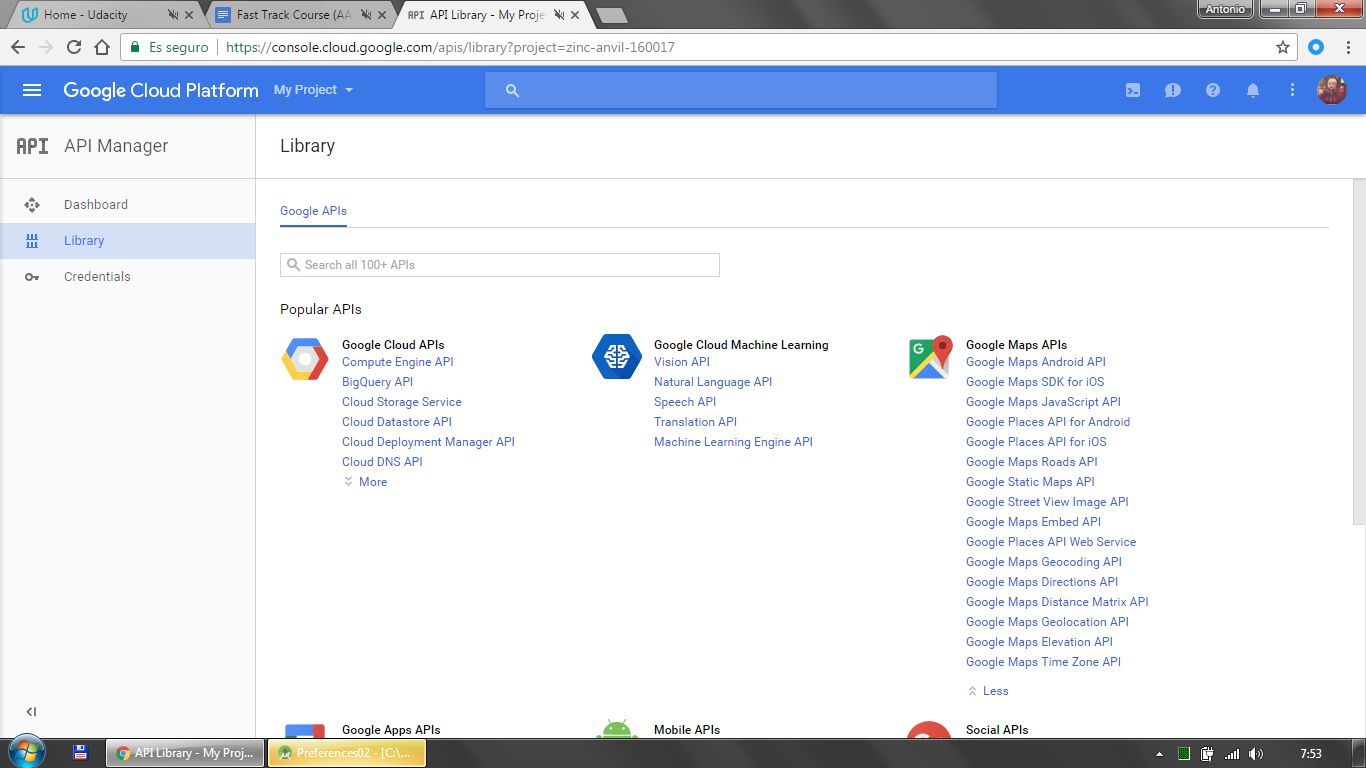 Home - Udacity
Fast Track Course (AA
API Library - My Proje
Antonio
Es seguro
https://console.cloud.google.com/apis/library?project=zinc-anvil-160017
Google Cloud Platform
My Project
API
API Manager
Library
Dashboard
Library
Credentials
Google APIs
Search all 100+ APIs
Popular APIs
Google Cloud APIs
Compute Engine API
BigQuery API
Cloud Storage Service
Cloud Datastore API
Cloud Deployment Manager API
Cloud DNS API
More
Google Cloud Machine Learning
Vision API
Natural Language API
Speech API
Translation API
Machine Learning Engine API
Google Maps APIs
Google Maps Android API
Google Maps SDK for iOS
Google Maps JavaScript API
Google Places API for Android
Google Places API for iOS
Google Maps Roads API
Google Static Maps API
Google Street View Image API
Google Maps Embed API
Google Places API Web Service
Google Maps Geocoding API
Google Maps Directions API
Google Maps Distance Matrix API
Google Maps Geolocation API
Google Maps Elevation API
Google Maps Time Zone API
Less
Google Apps APIs
Mobile APIs
Social APIs
API Library - My Proj...
Preferences02 - [C:\...
7:53